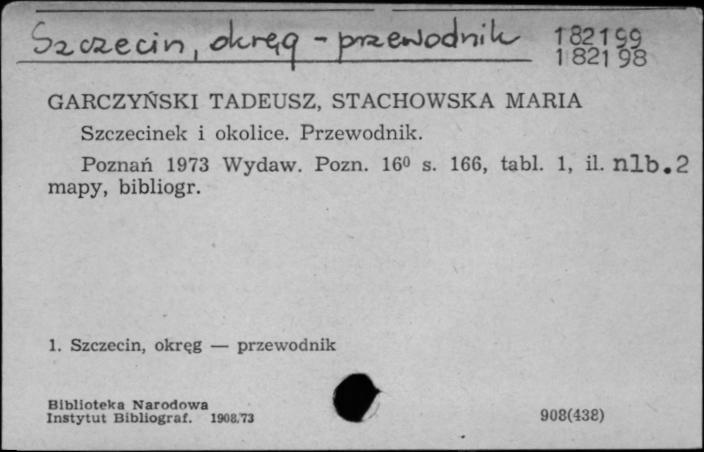 Szczecin, okręg - przewodnik 182199
182198
GARCZYŃSKI TADEUSZ, STACHOWSKA MARIA
Szczecinek i okolice. Przewodnik.
Poznań 1973 Wydaw. Pozn. 16⁰ s. 166, tabl. 1, il. nlb.2
mapy, bibliogr.
1. Szczecin, okręg — przewodnik
Biblioteka Narodowa
Instytut Bibliograf. 1908.73 908(438)